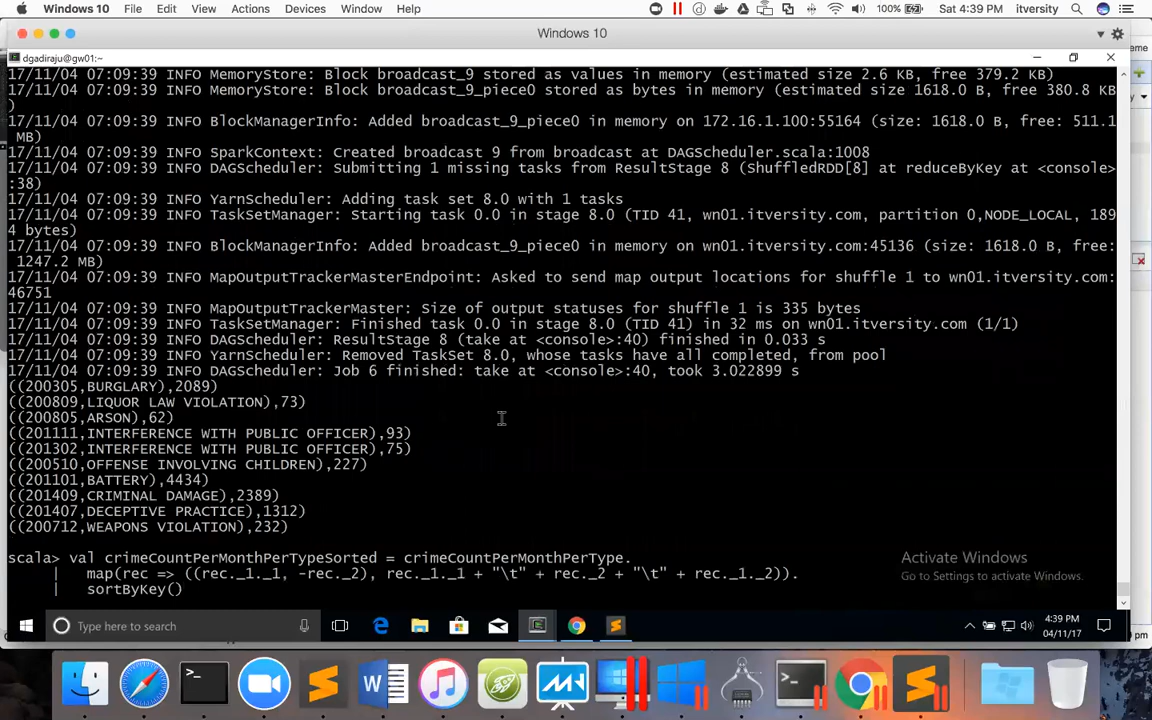 Windows 10 File Edit View Actions Devices Window Help 100% Sat 4:39 PM itversity
Windows 10
dgadiraju@gw01:~
17/11/04 07:09:39 INFO MemoryStore: Block broadcast_9 stored as values in memory (estimated size 2.6 KB, free 379.2 KB)
17/11/04 07:09:39 INFO MemoryStore: Block broadcast_9_piece0 stored as bytes in memory (estimated size 1618.0 B, free 380.8 KB
)
17/11/04 07:09:39 INFO BlockManagerInfo: Added broadcast_9_piece0 in memory on 172.16.1.100:55164 (size: 1618.0 B, free: 511.1
MB)
17/11/04 07:09:39 INFO SparkContext: Created broadcast 9 from broadcast at DAGScheduler.scala:1008
17/11/04 07:09:39 INFO DAGScheduler: Submitting 1 missing tasks from ResultStage 8 (ShuffledRDD[8] at reduceByKey at <console>
:38)
17/11/04 07:09:39 INFO YarnScheduler: Adding task set 8.0 with 1 tasks
17/11/04 07:09:39 INFO TaskSetManager: Starting task 0.0 in stage 8.0 (TID 41, wn01.itversity.com, partition 0,NODE_LOCAL, 189
4 bytes)
17/11/04 07:09:39 INFO BlockManagerInfo: Added broadcast_9_piece0 in memory on wn01.itversity.com:45136 (size: 1618.0 B, free:
1247.2 MB)
17/11/04 07:09:39 INFO MapOutputTrackerMasterEndpoint: Asked to send map output locations for shuffle 1 to wn01.itversity.com:
46751
17/11/04 07:09:39 INFO MapOutputTrackerMaster: Size of output statuses for shuffle 1 is 335 bytes
17/11/04 07:09:39 INFO TaskSetManager: Finished task 0.0 in stage 8.0 (TID 41) in 32 ms on wn01.itversity.com (1/1)
17/11/04 07:09:39 INFO DAGScheduler: ResultStage 8 (take at <console>:40) finished in 0.033 s
17/11/04 07:09:39 INFO YarnScheduler: Removed TaskSet 8.0, whose tasks have all completed, from pool
17/11/04 07:09:39 INFO DAGScheduler: Job 6 finished: take at <console>:40, took 3.022899 s
((200305,BURGLARY),2089)
((200809,LIQUOR LAW VIOLATION),73)
((200805,ARSON),62)
((201111,INTERFERENCE WITH PUBLIC OFFICER),93)
((201302,INTERFERENCE WITH PUBLIC OFFICER),75)
((200510,OFFENSE INVOLVING CHILDREN),227)
((201101,BATTERY),4434)
((201409,CRIMINAL DAMAGE),2389)
((201407,DECEPTIVE PRACTICE),1312)
((200712,WEAPONS VIOLATION),232)
scala> val crimeCountPerMonthPerTypeSorted = crimeCountPerMonthPerType.
| map(rec => ((rec._1._1, -rec._2), rec._1._1 + "\t" + rec._2 + "\t" + rec._1._2)).
| sortByKey()
Activate Windows
Go to Settings to activate Windows.
Type here to search
4:39 PM
04/11/17